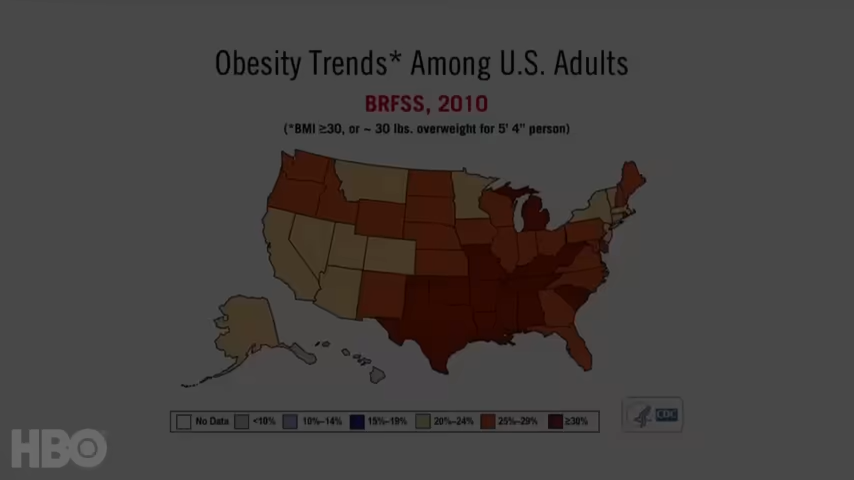 Obesity Trends* Among U.S. Adults
BRFSS, 2010
(*BMI ≥30, or ~ 30 lbs. overweight for 5' 4" person)
No Data <10% 10%–14% 15%–19% 20%–24% 25%–29% ≥30%
CDC
HBO